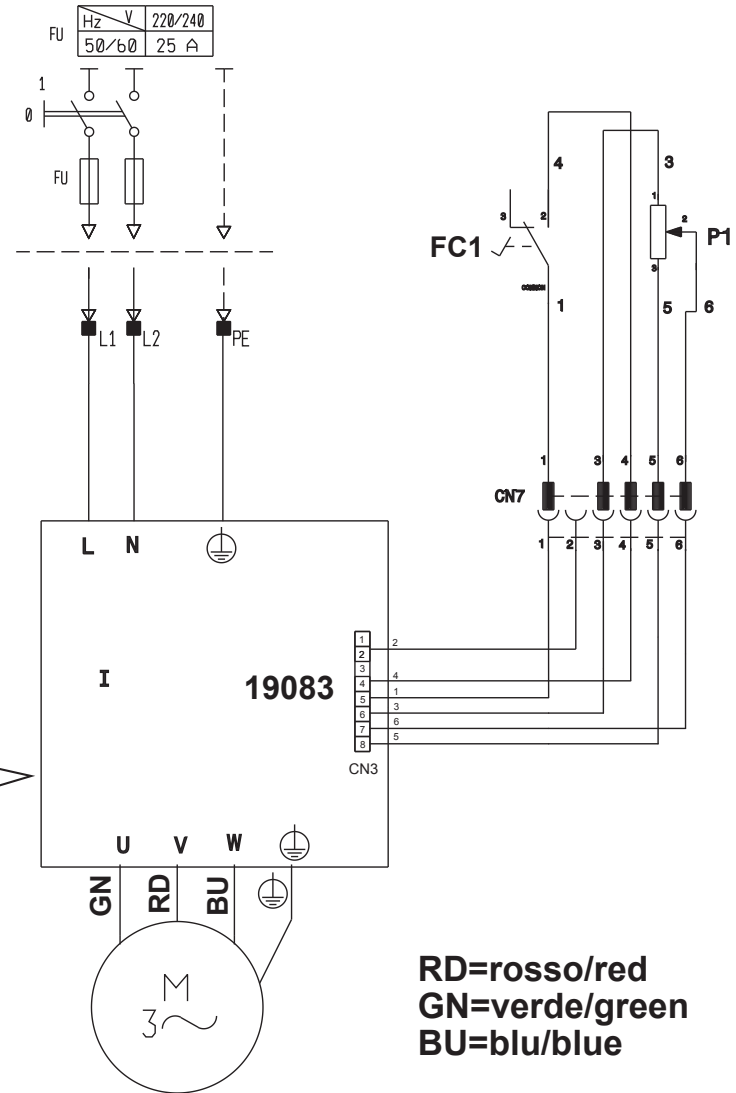 Hz V 220/240
FU
50/60 25 A
1
0
FU
4 3
3 2 1 2
FC1 P1
3
COMMON
1 5 6
L1 L2 PE
1 3 4 5 6
CN7
1 2 3 4 5 6
L N
I 19083
1 2
2
3
4 4
5 1
6 3
7 6
8 5
CN3
U V W
GN RD BU
M
3~
RD=rosso/red
GN=verde/green
BU=blu/blue